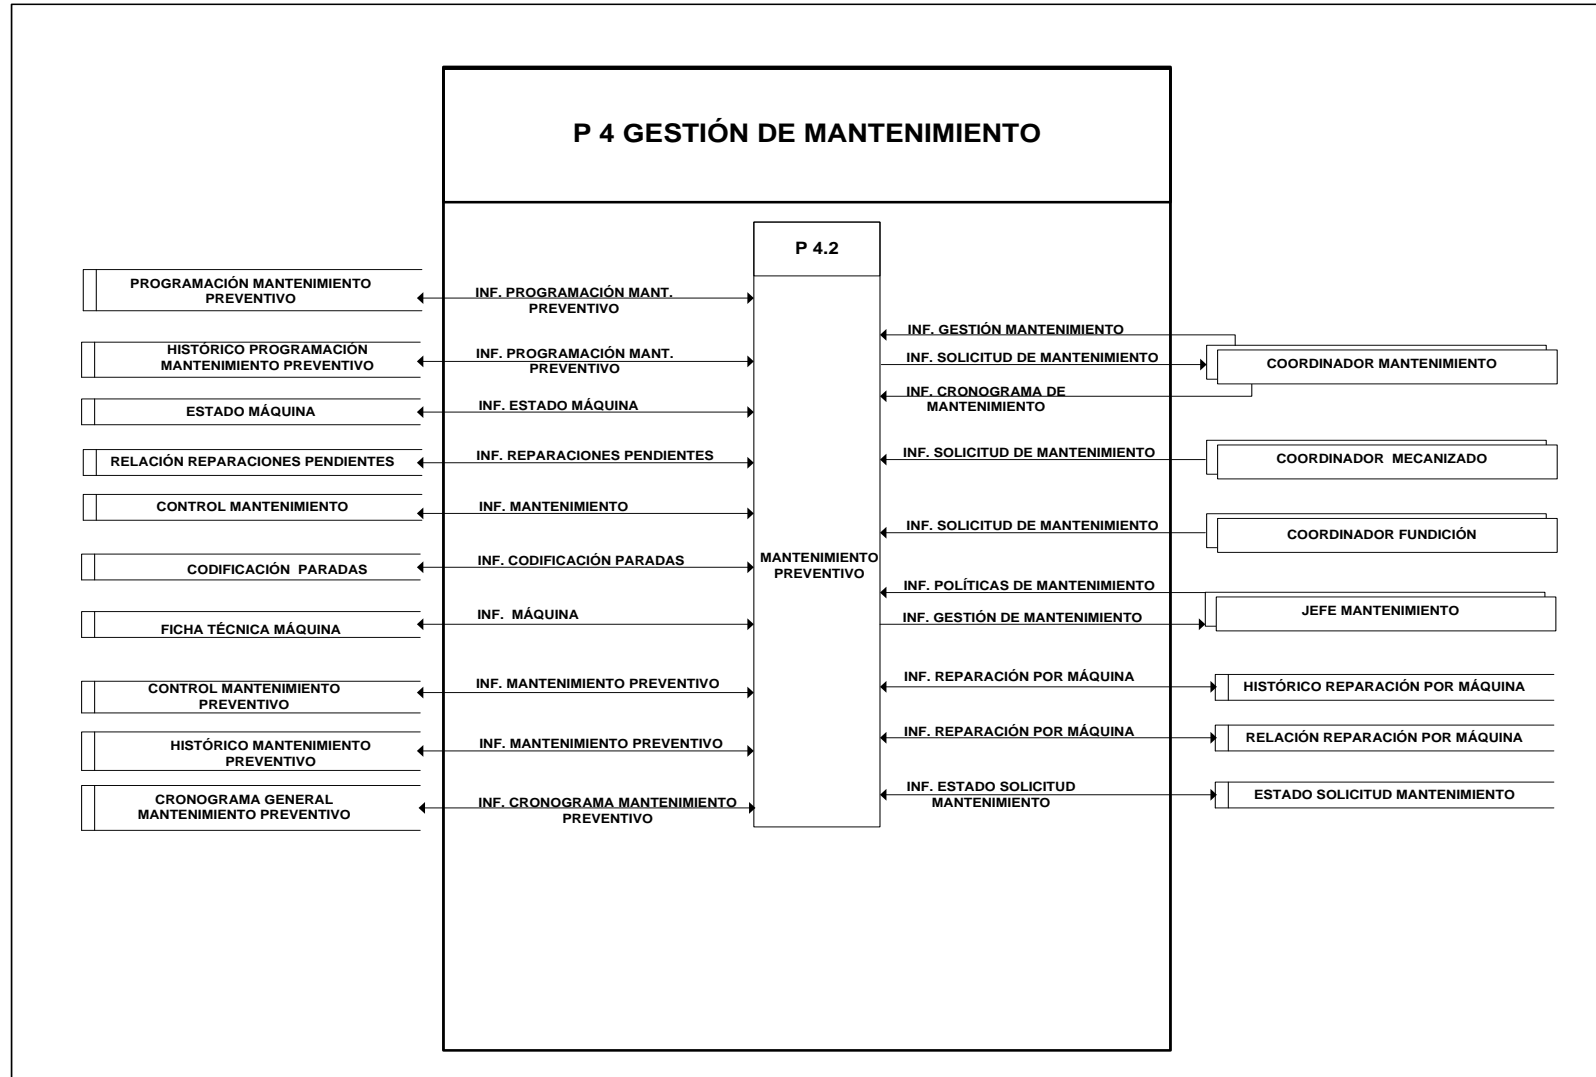 P 4 GESTIÓN DE MANTENIMIENTO
P 4.2
MANTENIMIENTO
PREVENTIVO
PROGRAMACIÓN MANTENIMIENTO
PREVENTIVO
INF. PROGRAMACIÓN MANT.
PREVENTIVO
HISTÓRICO PROGRAMACIÓN
MANTENIMIENTO PREVENTIVO
INF. PROGRAMACIÓN MANT.
PREVENTIVO
ESTADO MÁQUINA
INF. ESTADO MÁQUINA
RELACIÓN REPARACIONES PENDIENTES
INF. REPARACIONES PENDIENTES
CONTROL MANTENIMIENTO
INF. MANTENIMIENTO
CODIFICACIÓN PARADAS
INF. CODIFICACIÓN PARADAS
FICHA TÉCNICA MÁQUINA
INF. MÁQUINA
CONTROL MANTENIMIENTO
PREVENTIVO
INF. MANTENIMIENTO PREVENTIVO
HISTÓRICO MANTENIMIENTO
PREVENTIVO
INF. MANTENIMIENTO PREVENTIVO
CRONOGRAMA GENERAL
MANTENIMIENTO PREVENTIVO
INF. CRONOGRAMA MANTENIMIENTO
PREVENTIVO
INF. GESTIÓN MANTENIMIENTO
INF. SOLICITUD DE MANTENIMIENTO
INF. CRONOGRAMA DE
MANTENIMIENTO
COORDINADOR MANTENIMIENTO
INF. SOLICITUD DE MANTENIMIENTO
COORDINADOR MECANIZADO
INF. SOLICITUD DE MANTENIMIENTO
COORDINADOR FUNDICIÓN
INF. POLÍTICAS DE MANTENIMIENTO
INF. GESTIÓN DE MANTENIMIENTO
JEFE MANTENIMIENTO
INF. REPARACIÓN POR MÁQUINA
HISTÓRICO REPARACIÓN POR MÁQUINA
INF. REPARACIÓN POR MÁQUINA
RELACIÓN REPARACIÓN POR MÁQUINA
INF. ESTADO SOLICITUD
MANTENIMIENTO
ESTADO SOLICITUD MANTENIMIENTO